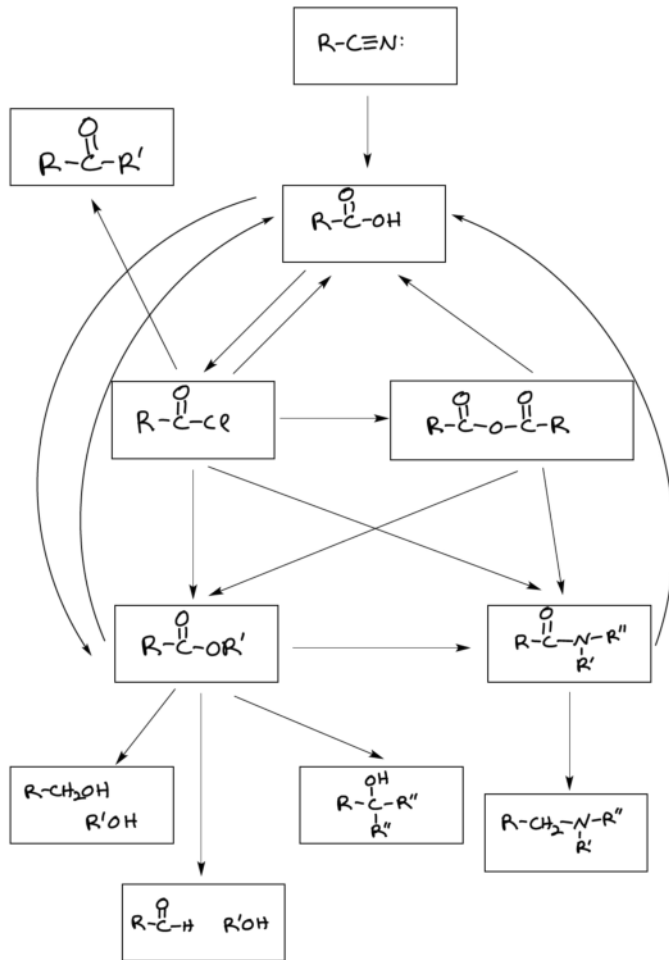 R-C≡N:
O
R-C-R'
O
R-C-OH
O
R-C-Cl
O O
R-C-O-C-R
O
R-C-OR'
O
R-C-N-R"
R'
R-CH₂OH
R'OH
OH
R-C-R"
R"
R-CH₂-N-R"
R'
O
R-C-H R'OH